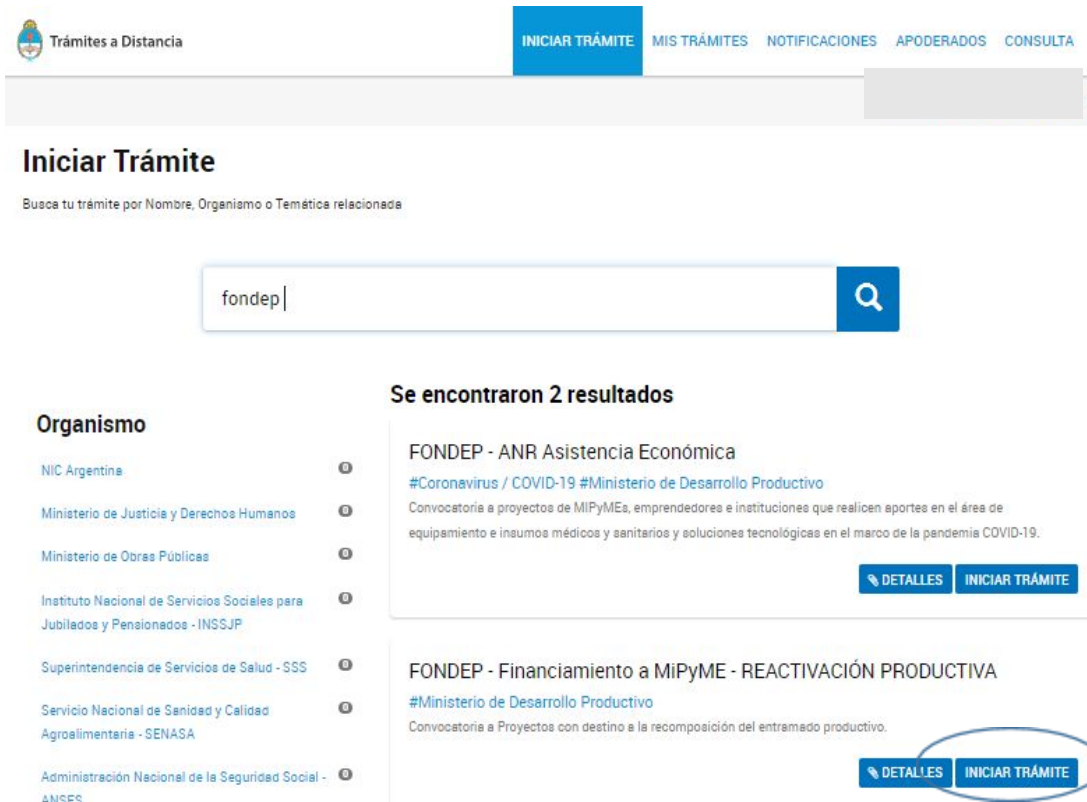 Trámites a Distancia
INICIAR TRÁMITE MIS TRÁMITES NOTIFICACIONES APODERADOS CONSULTA
Iniciar Trámite
Busca tu trámite por Nombre, Organismo o Temática relacionada
fondep
Organismo
NIC Argentina 0
Ministerio de Justicia y Derechos Humanos 0
Ministerio de Obras Públicas 0
Instituto Nacional de Servicios Sociales para 0
Jubilados y Pensionados - INSSJP
Superintendencia de Servicios de Salud - SSS 0
Servicio Nacional de Sanidad y Calidad 0
Agroalimentaria - SENASA
Administración Nacional de la Seguridad Social - 0
ANSES
Se encontraron 2 resultados
FONDEP - ANR Asistencia Económica
#Coronavirus / COVID-19 #Ministerio de Desarrollo Productivo
Convocatoria a proyectos de MIPyMEs, emprendedores e instituciones que realicen aportes en el área de
equipamiento e insumos médicos y sanitarios y soluciones tecnológicas en el marco de la pandemia COVID-19.
DETALLES INICIAR TRÁMITE
FONDEP - Financiamiento a MiPyME - REACTIVACIÓN PRODUCTIVA
#Ministerio de Desarrollo Productivo
Convocatoria a Proyectos con destino a la recomposición del entramado productivo.
DETALLES INICIAR TRÁMITE